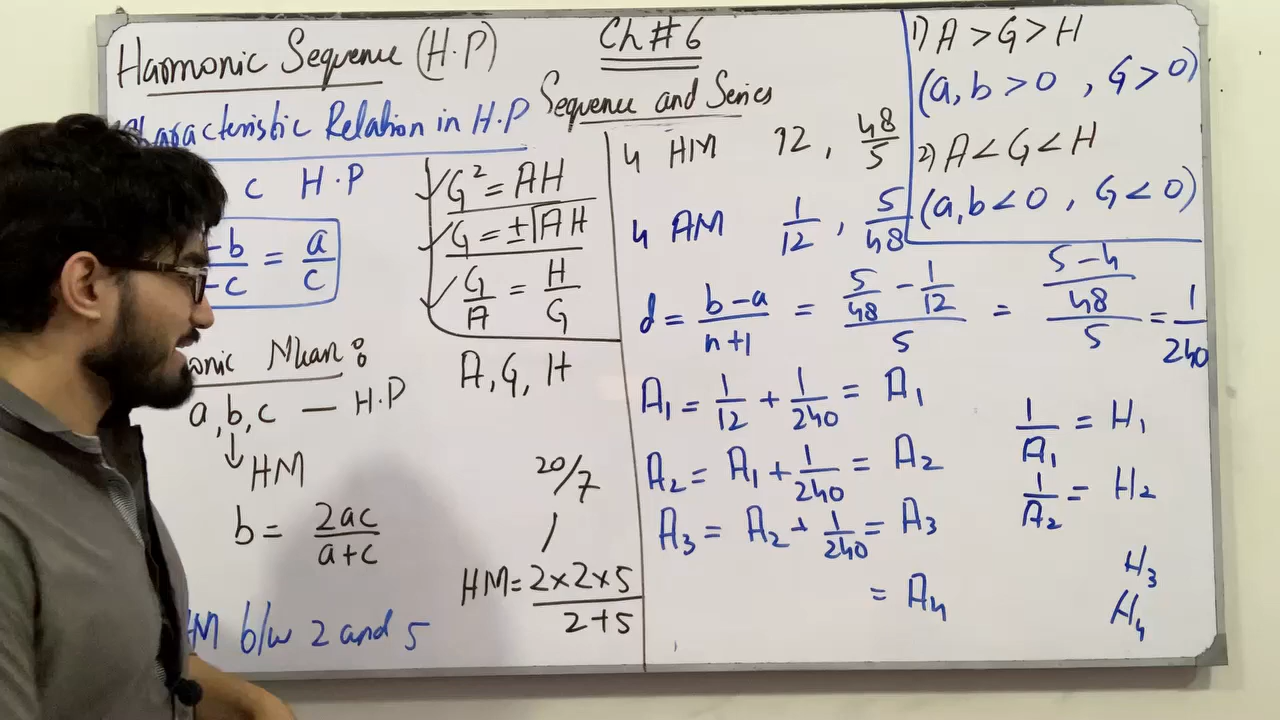 Harmonic Sequence (H.P)
Ch#6
Sequence and Series
Characteristic Relation in H.P
c H.P
-b/-c = a/c
G² = AH
G = ±√AH
G/A = H/G
A, G, H
Mean:
a, b, c — H.P
↓
HM
b = 2ac/a+c
HM b/w 2 and 5
20/7
HM = 2×2×5/2+5
4 HM 12, 48/5
4 AM 1/12, 5/48
d = b-a/n+1 = (5/48 - 1/12)/5 = ((5-4)/48)/5 = 1/240
A₁ = 1/12 + 1/240 = A₁
A₂ = A₁ + 1/240 = A₂
A₃ = A₂ + 1/240 = A₃
= A₄
1/A₁ = H₁
1/A₂ = H₂
H₃
H₄
1) A > G > H
(a, b > 0 , G > 0)
2) A < G < H
(a, b < 0 , G < 0)